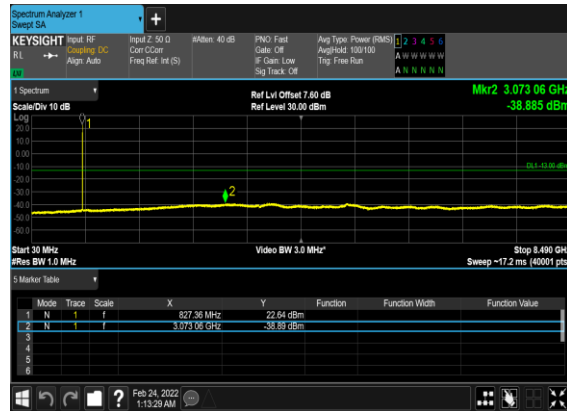 Spectrum Analyzer 1
Swept SA
+
KEYSIGHT Input: RF Input Z: 50 Ω #Atten: 40 dB PNO: Fast Avg Type: Power (RMS) 1 2 3 4 5 6
RL Coupling: DC Corr CCorr Gate: Off Avg|Hold: 100/100 A W W W W W
Align: Auto Freq Ref: Int (S) IF Gain: Low Trig: Free Run
Sig Track: Off A N N N N N
1 Spectrum Ref Lvl Offset 7.60 dB Mkr2 3.073 06 GHz
Scale/Div 10 dB Ref Level 30.00 dBm -38.885 dBm
Log
20.0
10.0
0.00
-10.0
-20.0
-30.0
-40.0
-50.0
-60.0
1
2
DL1 -13.00 dBm
Start 30 MHz Video BW 3.0 MHz* Stop 8.490 GHz
#Res BW 1.0 MHz Sweep ~17.2 ms (40001 pts)
5 Marker Table
Mode Trace Scale X Y Function Function Width Function Value
1 N 1 f 827.36 MHz 22.64 dBm
2 N 1 f 3.073 06 GHz -38.89 dBm
3
4
5
6
? Feb 24, 2022
1:13:29 AM